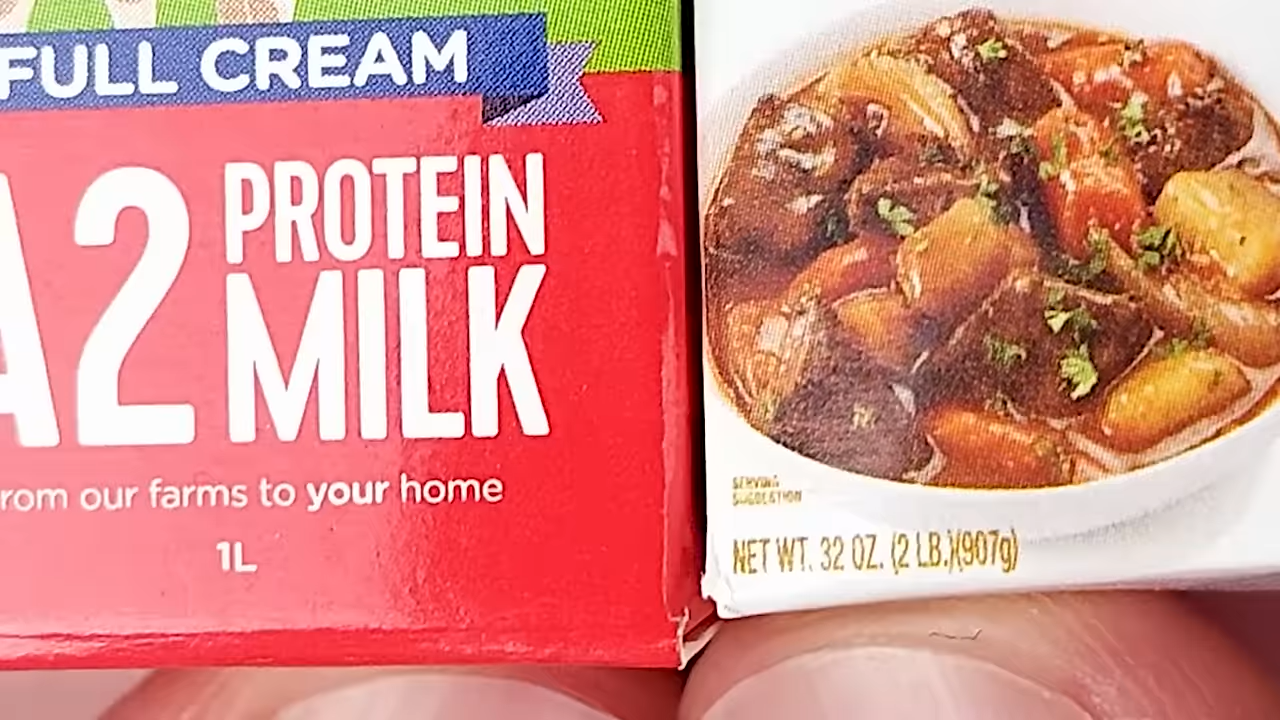 FULL CREAM
A2 PROTEIN
MILK
rom our farms to your home
1L
SERVING
SUGGESTION
NET WT. 32 OZ. (2 LB.)(907g)